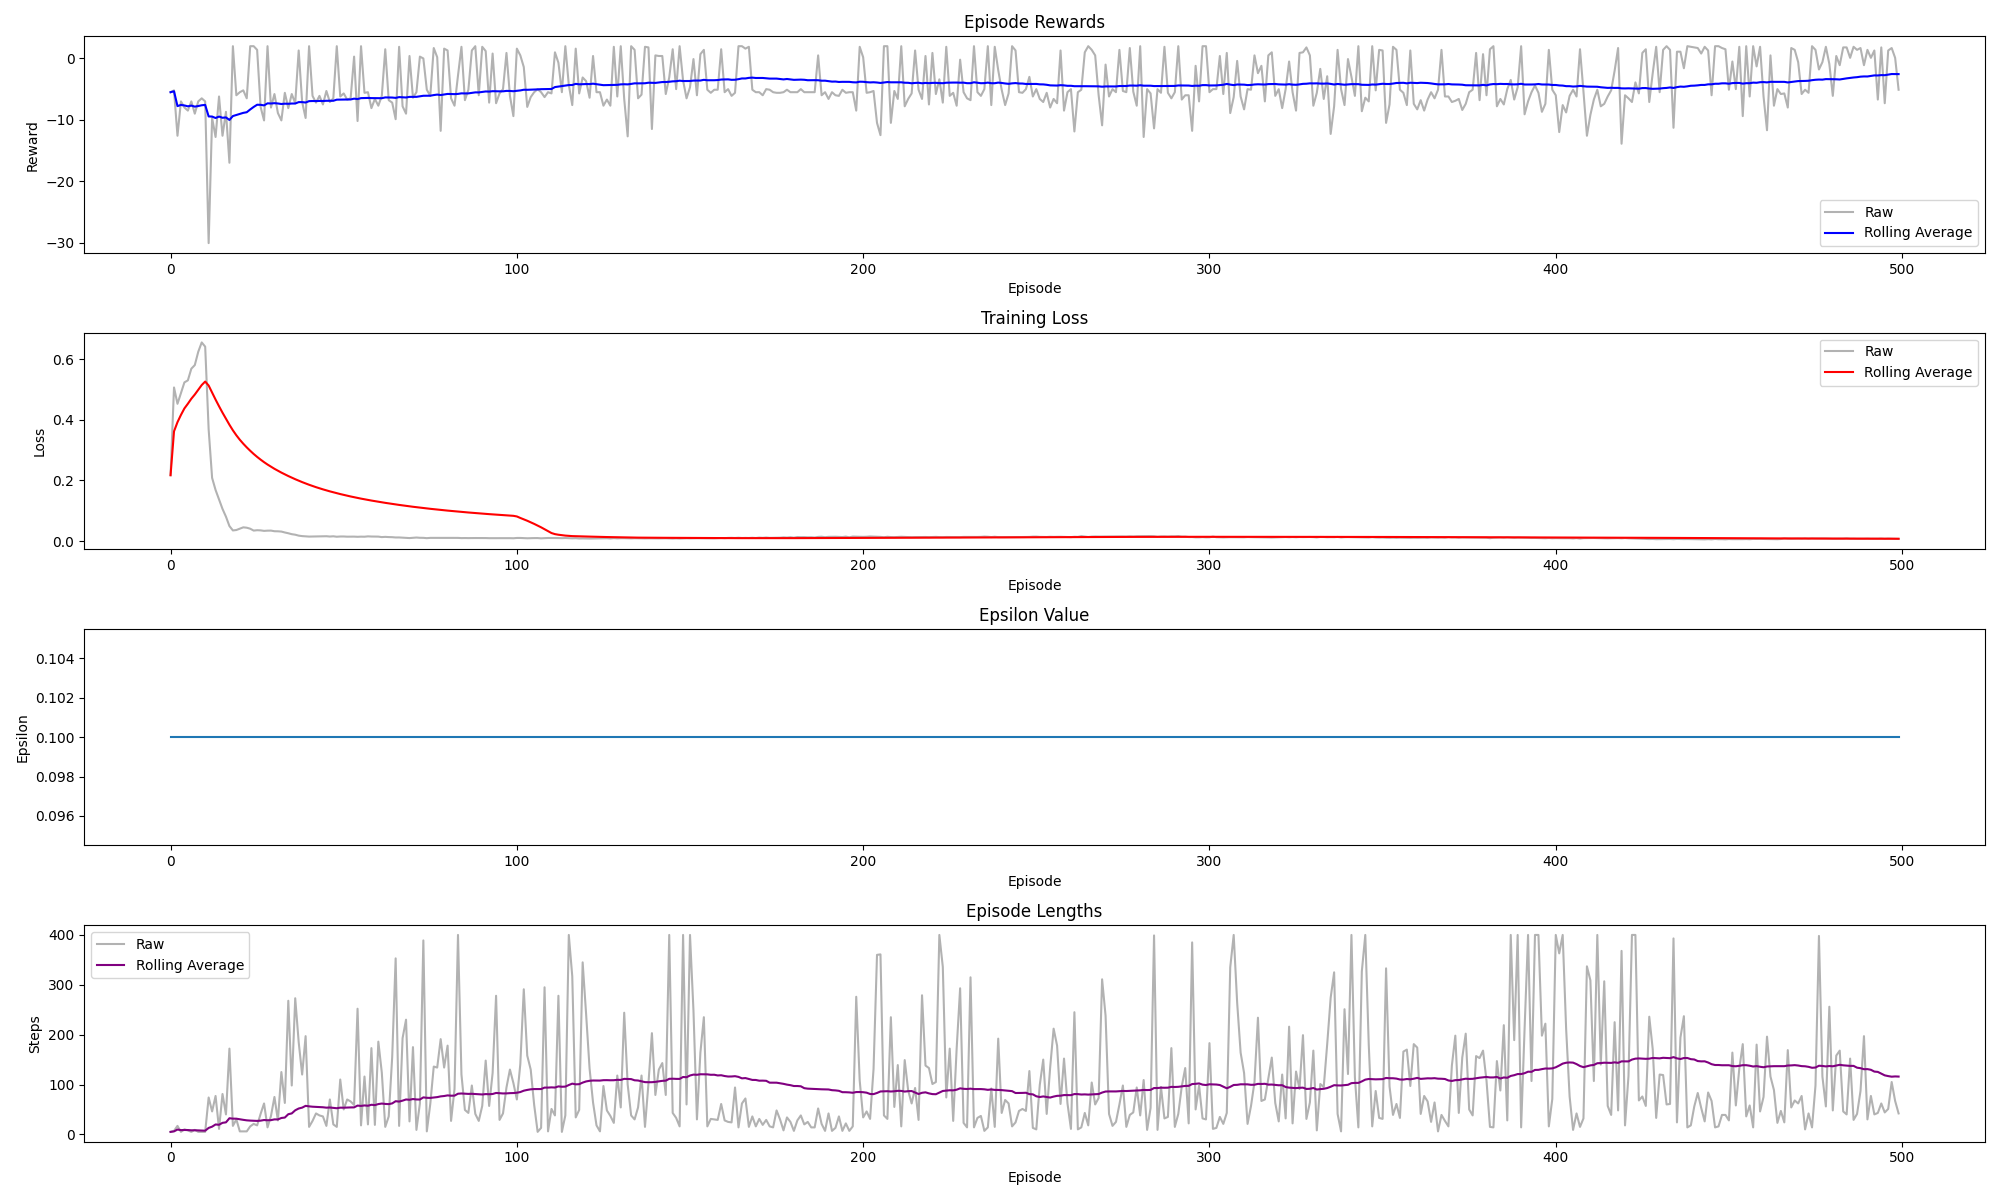 Episode Rewards
0
−10
−20
−30
Reward
Raw
Rolling Average
0 100 200 300 400 500
Episode
Training Loss
0.6
0.4
0.2
0.0
Loss
Raw
Rolling Average
0 100 200 300 400 500
Episode
Epsilon Value
0.104
0.102
0.100
0.098
0.096
Epsilon
0 100 200 300 400 500
Episode
Episode Lengths
400
300
200
100
0
Steps
Raw
Rolling Average
0 100 200 300 400 500
Episode